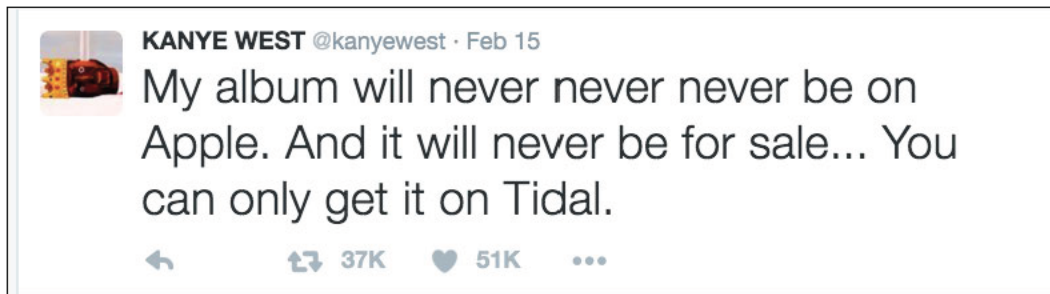 KANYE WEST @kanyewest · Feb 15
My album will never never never be on
Apple. And it will never be for sale... You
can only get it on Tidal.
37K 51K